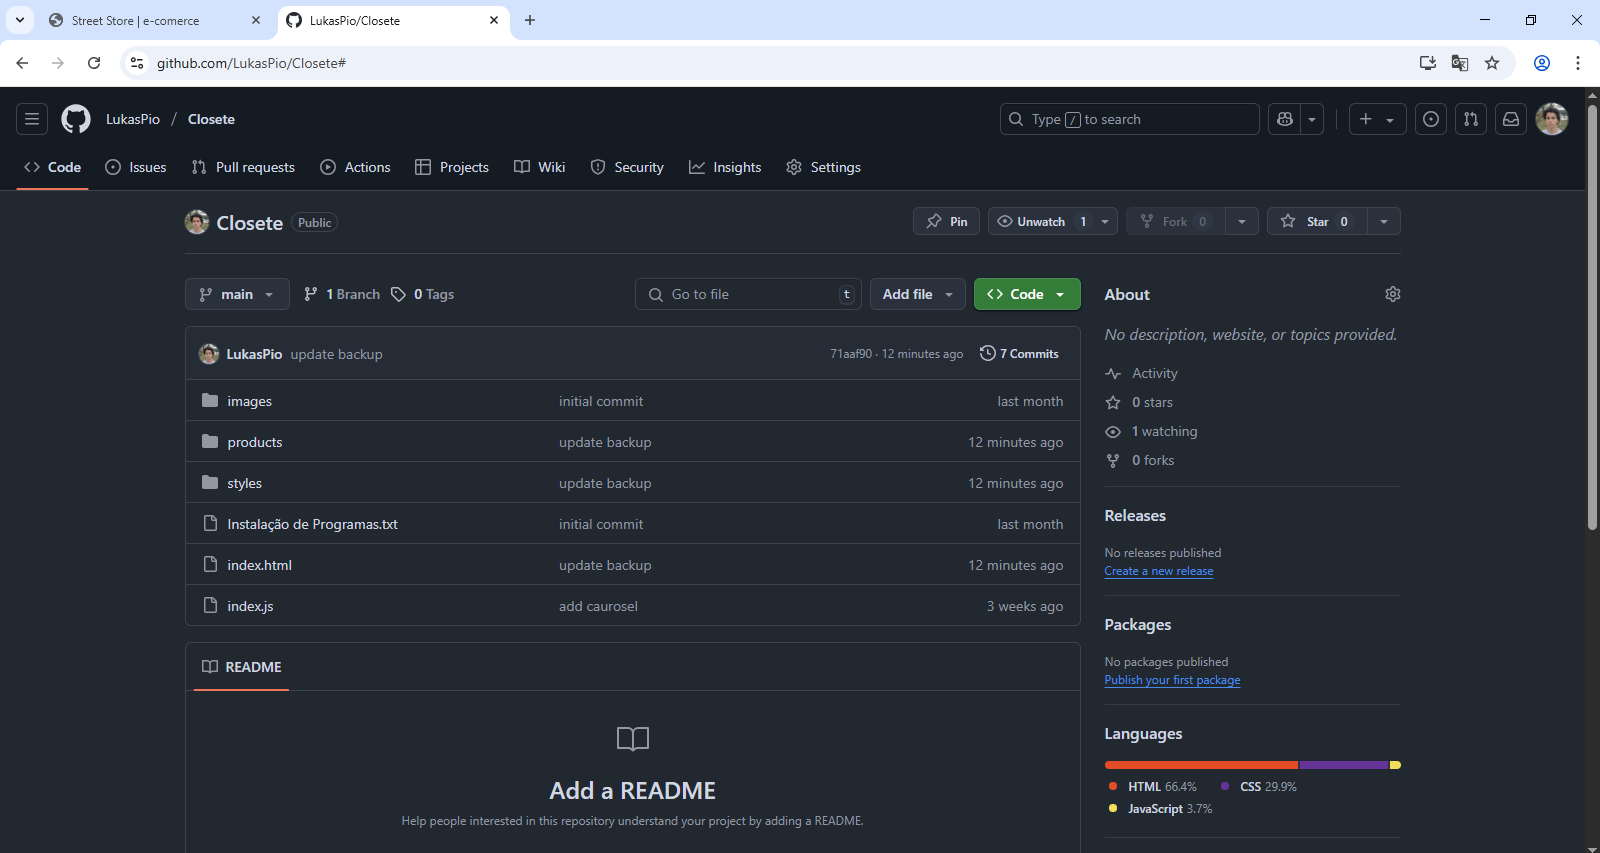 Street Store | e-comerce
LukasPio/Closete
github.com/LukasPio/Closete#
LukasPio / Closete
Type / to search
Code Issues Pull requests Actions Projects Wiki Security Insights Settings
Closete Public
Pin Unwatch 1 Fork 0 Star 0
main 1 Branch 0 Tags Go to file t Add file Code
LukasPio update backup 71aaf90 · 12 minutes ago 7 Commits
images initial commit last month
products update backup 12 minutes ago
styles update backup 12 minutes ago
Instalação de Programas.txt initial commit last month
index.html update backup 12 minutes ago
index.js add caurosel 3 weeks ago
README
Add a README
Help people interested in this repository understand your project by adding a README.
About
No description, website, or topics provided.
Activity
0 stars
1 watching
0 forks
Releases
No releases published
Create a new release
Packages
No packages published
Publish your first package
Languages
HTML 66.4% CSS 29.9%
JavaScript 3.7%